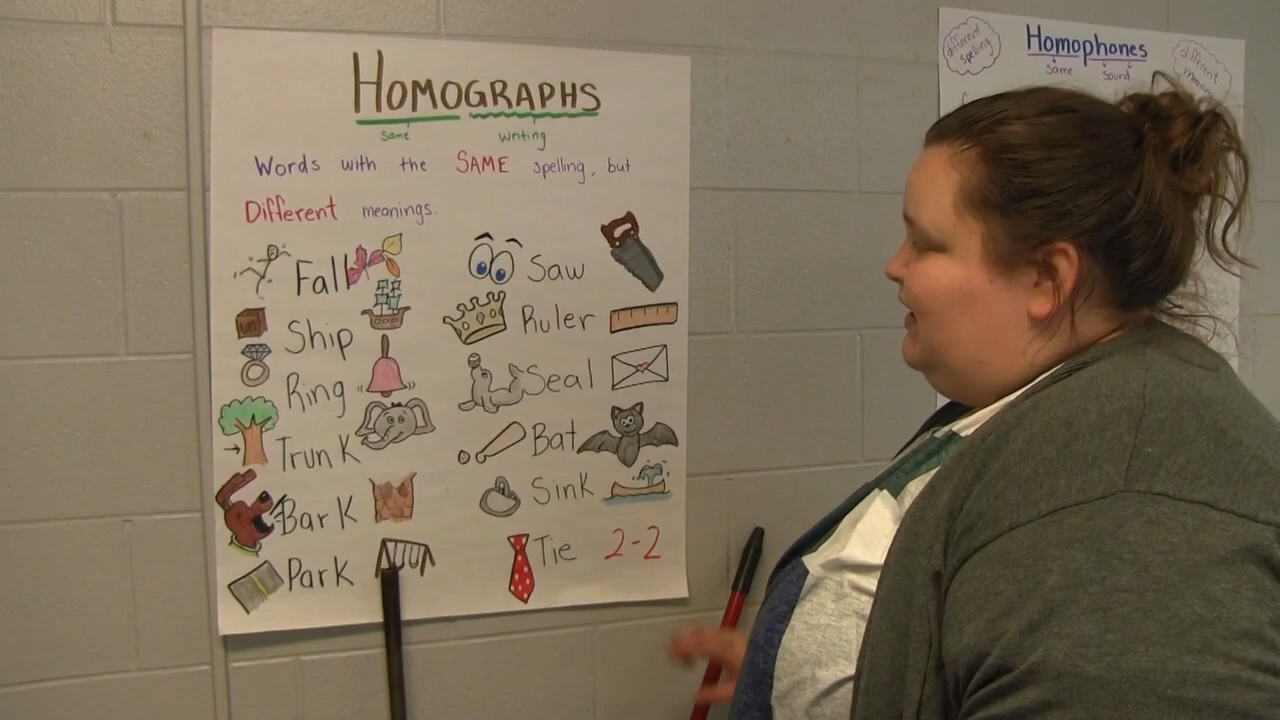 HOMOGRAPHS
same writing
Words with the SAME spelling, but
Different meanings.
Fall
Ship
Ring
Trunk
Bark
Park
Saw
Ruler
Seal
Bat
Sink
Tie 2-2
different
spelling
Homophones
same sound
different